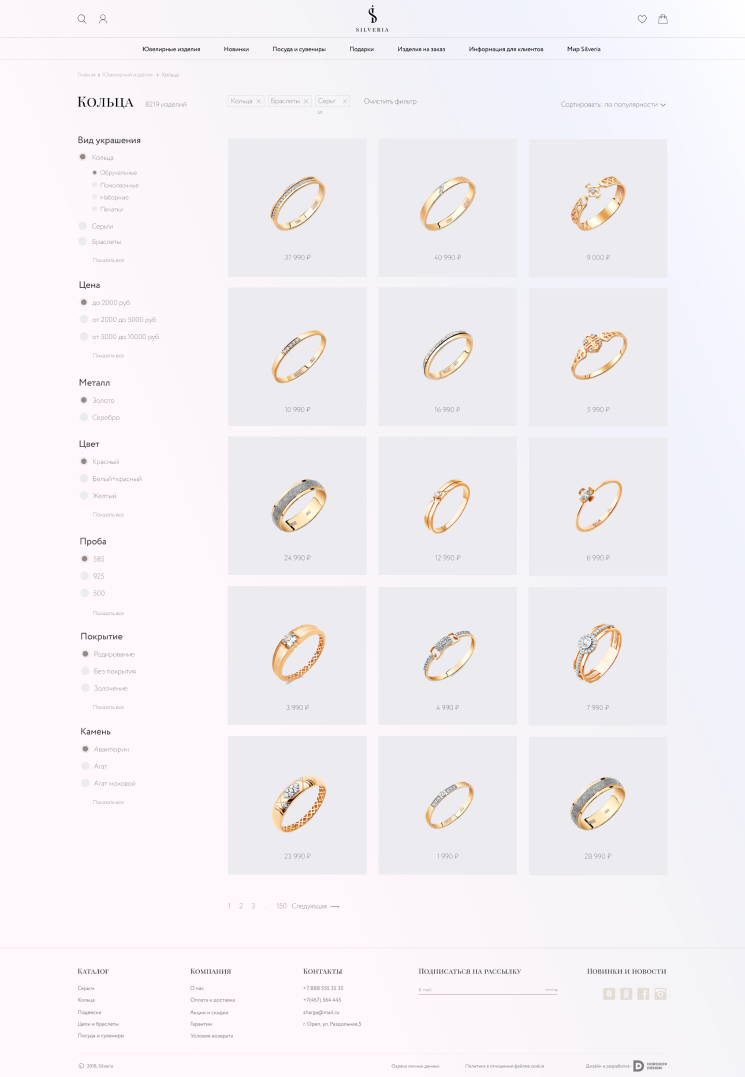 SILVERIA
Ювелирные изделия Новинки Посуда и сувениры Подарки Изделия на заказ Информация для клиентов Мир Silveria
Главная Ювелирный изделия Кольца
Кольца 8219 изделий
Кольца × Браслеты × Серьг ×
и
Очистить фильтр
Сортировать: по популярности
Вид украшения
Кольца
Обручальные
Помолвочные
Наборные
Печатки
Серьги
Браслеты
Показать все
Цена
до 2000 руб
от 2000 до 5000 руб
от 5000 до 10000 руб
Показать все
Металл
Золото
Серебро
Цвет
Красный
Белый+красный
Желтый
Показать все
Проба
585
925
500
Показать все
Покрытие
Родирование
Без покрытия
Золочение
Показать все
Камень
Авантюрин
Агат
Агат моховой
Показать все
37 990 ₽ 40 990 ₽ 9 000 ₽
10 990 ₽ 16 990 ₽ 5 990 ₽
24 990 ₽ 12 990 ₽ 6 990 ₽
3 990 ₽ 4 990 ₽ 7 990 ₽
23 990 ₽ 1 990 ₽ 28 990 ₽
1 2 3 ... 150 Следующая
Каталог
Серьги
Кольца
Подвески
Цепи и браслеты
Посуда и сувениры
Компания
О нас
Оплата и доставка
Акции и скидки
Гарантии
Условия возврата
Контакты
+7 888 555 35 35
+7(467) 564 445
sharga@mail.ru
г. Орел, ул. Раздольная,5
Подписаться на рассылку
E-mail
Новинки и новости
© 2018, Silveria
Охрана личных данных
Политика в отношении файлов cookie
Дизайн и разработка -
DOBROKOV
DESIGN